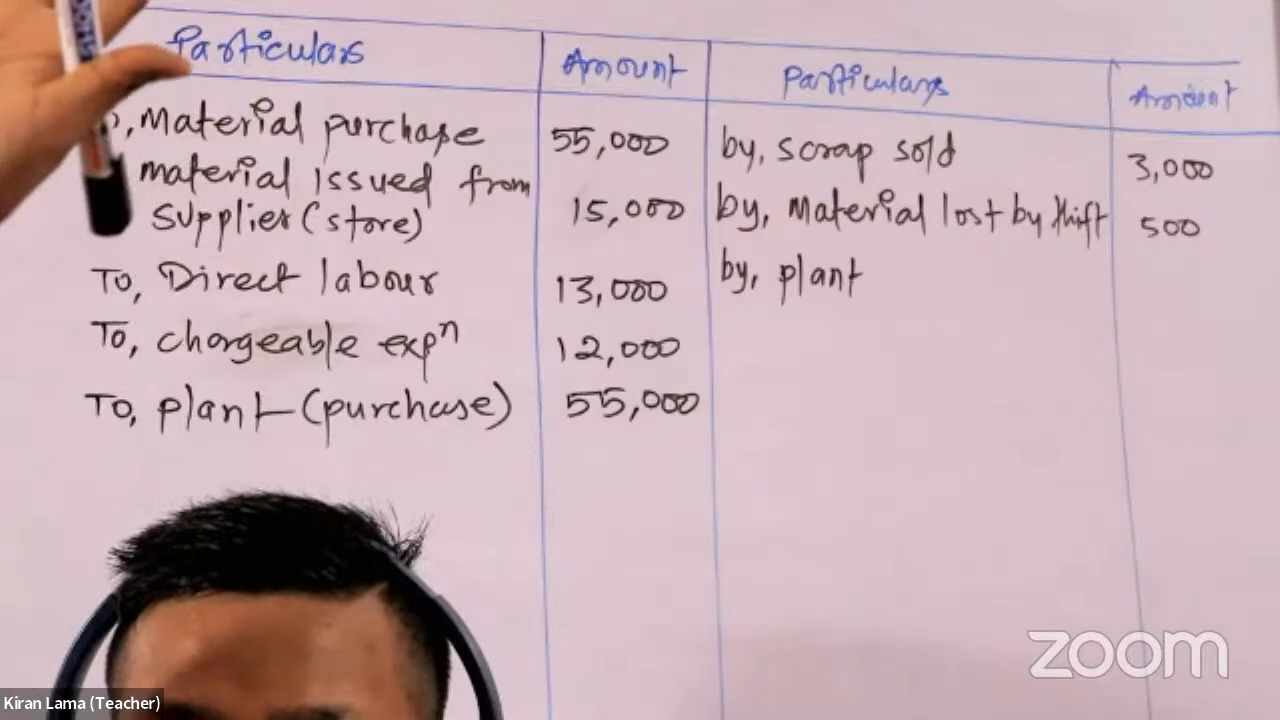 Particulars Amount Particulars Amount
, Material purchase 55,000 by, scrap sold 3,000
material issued from
Supplier (store) 15,000 by, Material lost by thift 500
To, Direct labour 13,000 by, plant
To, chargeable expⁿ 12,000
To, plant (purchase) 55,000
zoom
Kiran Lama (Teacher)